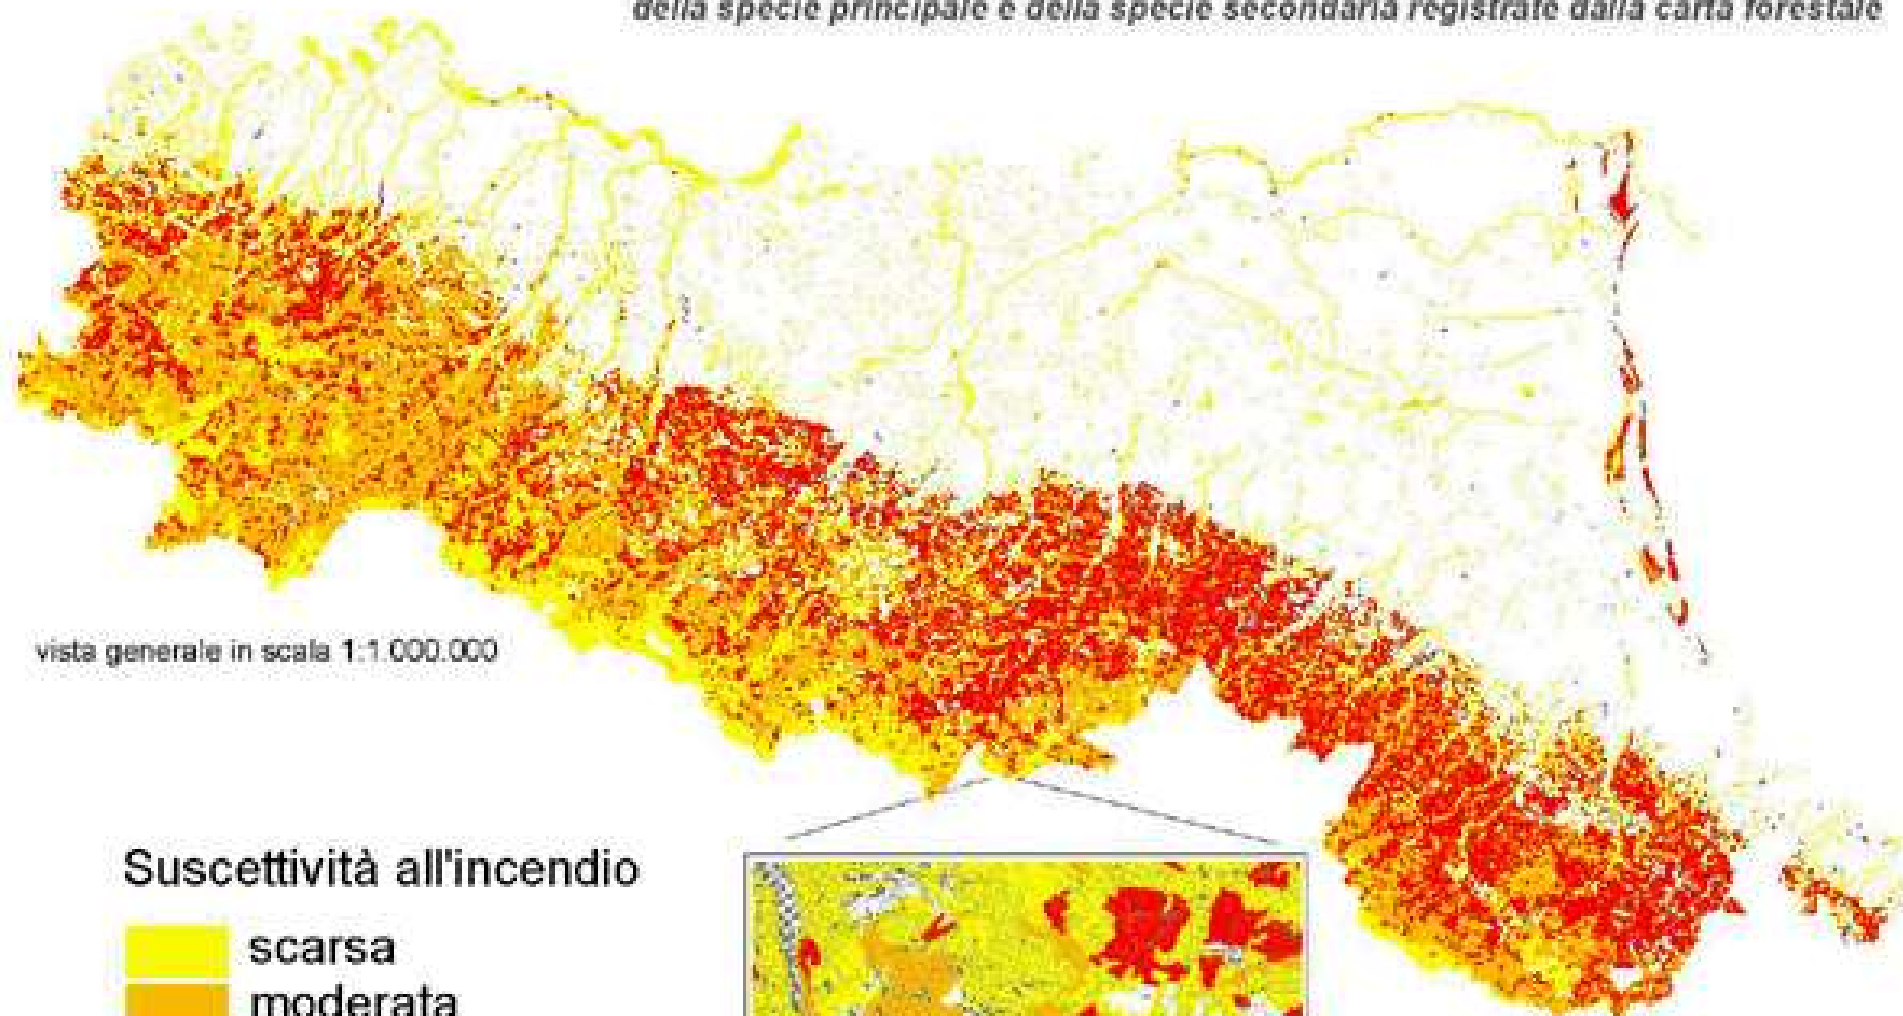 della specie principale e della specie secondaria registrate dalla carta forestale
vista generale in scala 1:1.000.000
Suscettività all'incendio
scarsa
moderata